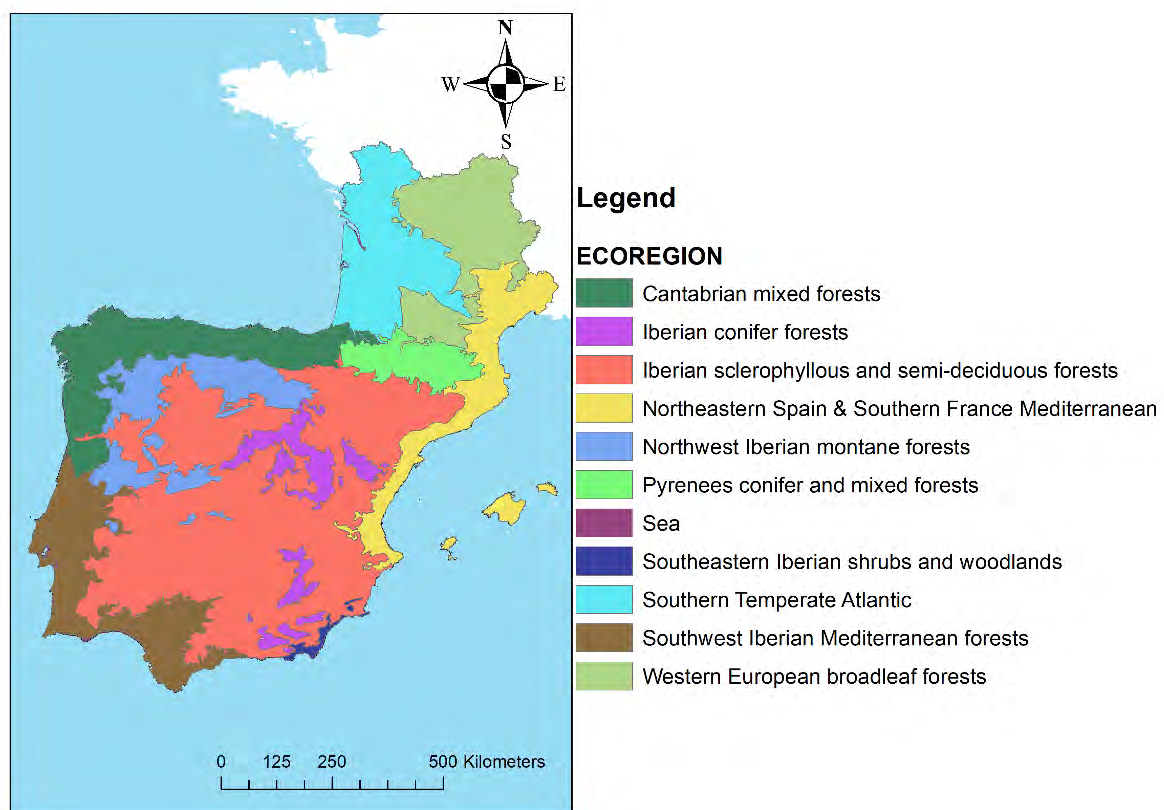 N
W E
S
Legend
ECOREGION
Cantabrian mixed forests
Iberian conifer forests
Iberian sclerophyllous and semi-deciduous forests
Northeastern Spain & Southern France Mediterranean
Northwest Iberian montane forests
Pyrenees conifer and mixed forests
Sea
Southeastern Iberian shrubs and woodlands
Southern Temperate Atlantic
Southwest Iberian Mediterranean forests
Western European broadleaf forests
0 125 250 500 Kilometers